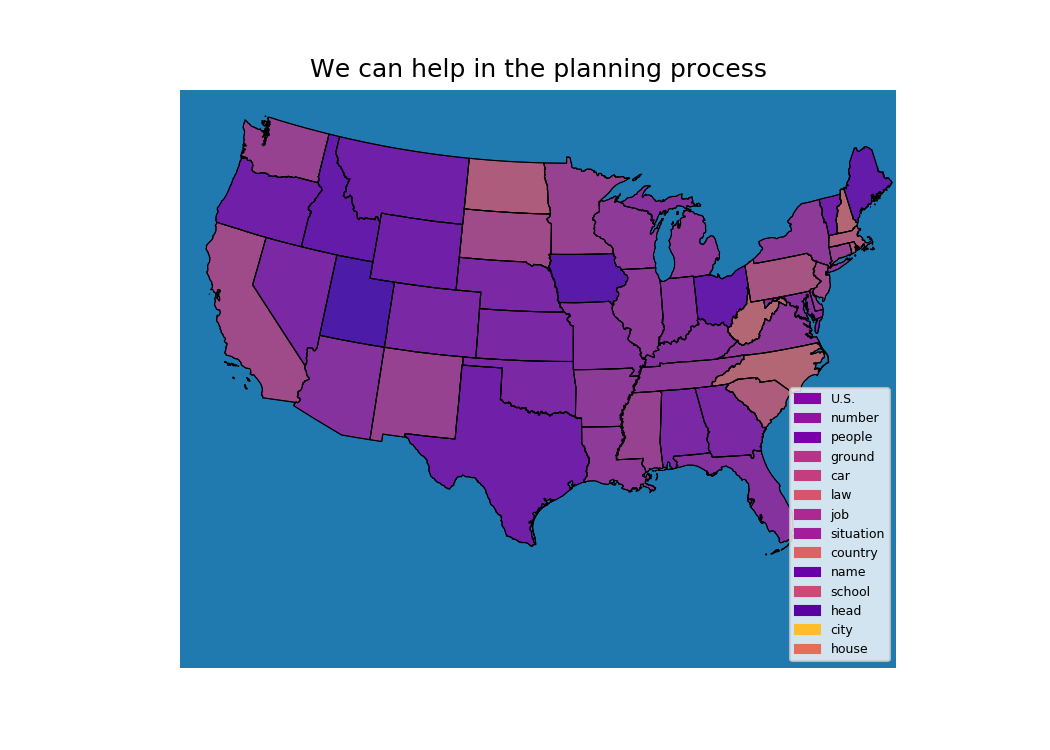 We can help in the planning process
U.S.
number
people
ground
car
law
job
situation
country
name
school
head
city
house